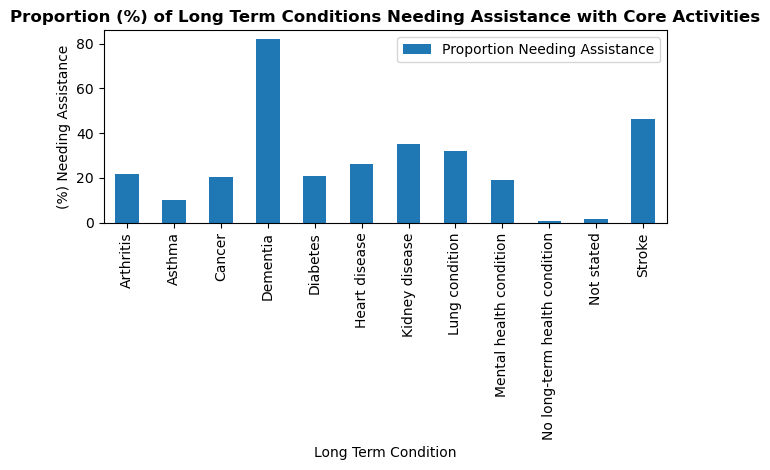 Proportion (%) of Long Term Conditions Needing Assistance with Core Activities
Proportion Needing Assistance
(%) Needing Assistance
80
60
40
20
0
Arthritis
Asthma
Cancer
Dementia
Diabetes
Heart disease
Kidney disease
Lung condition
Mental health condition
No long-term health condition
Not stated
Stroke
Long Term Condition